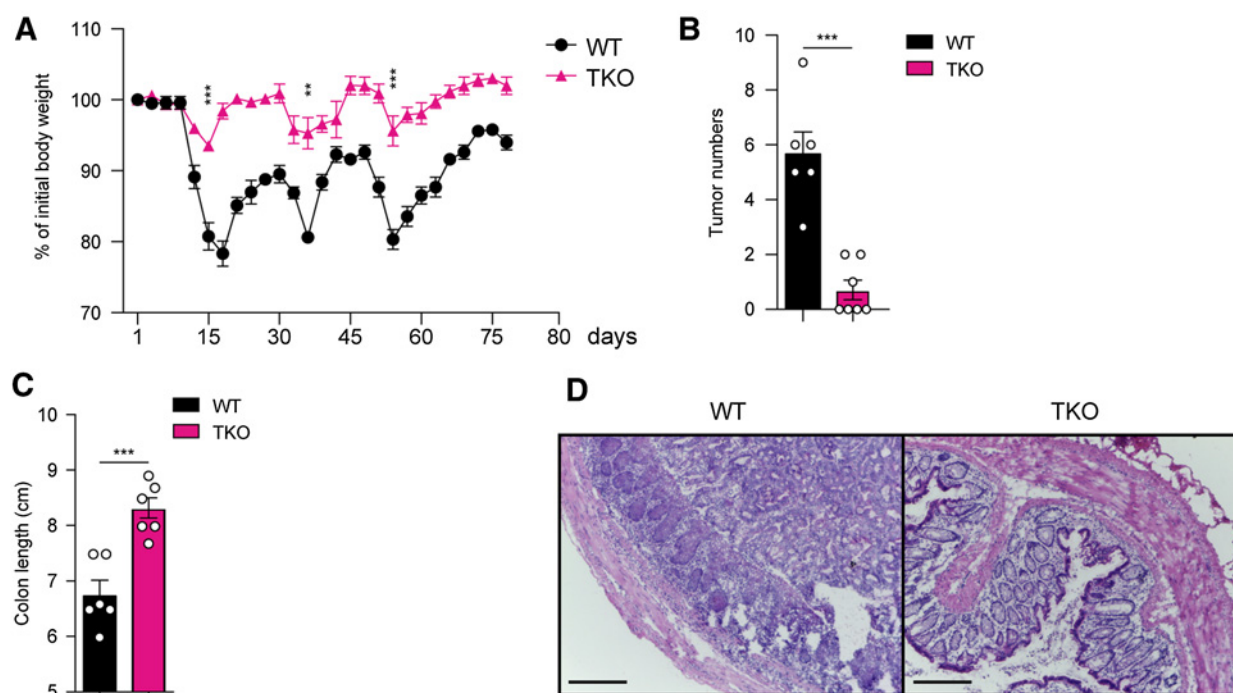 A
% of initial body weight
110
100
90
80
70
1 15 30 45 60 75 80 days
*** ** ***
WT
TKO
B
Tumor numbers
10
8
6
4
2
0
***
WT
TKO
C
Colon length (cm)
10
9
8
7
6
5
***
WT
TKO
D
WT TKO